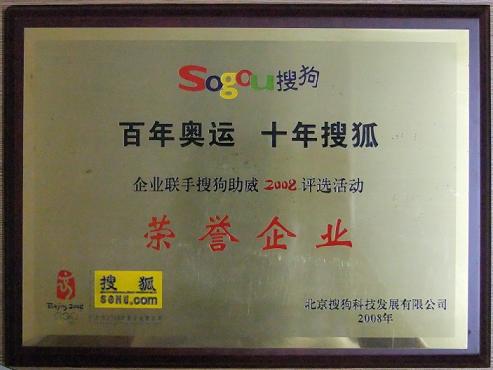 Sogou搜狗
百年奥运 十年搜狐
企业联手搜狗助威2008评选活动
荣誉企业
搜狐
SOHU.com
Beijing 2008
北京搜狗科技发展有限公司
2008年